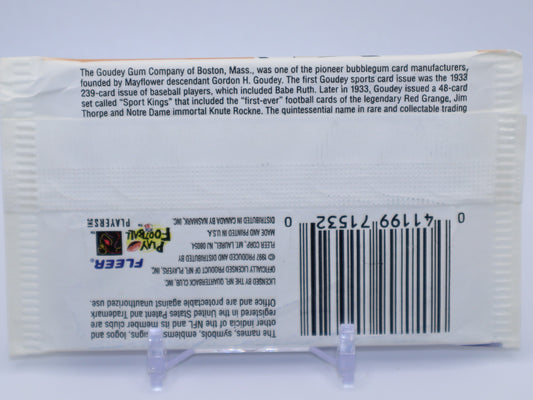 The Goudey Gum Company of Boston, Mass., was one of the pioneer bubblegum card manufacturers,
founded by Mayflower descendant Gordon H. Goudey. The first Goudey sports card issue was the 1933
239-card issue of baseball players, which included Babe Ruth. Later in 1933, Goudey issued a 48-card
set called "Sport Kings" that included the "first-ever" football cards of the legendary Red Grange, Jim
Thorpe and Notre Dame immortal Knute Rockne. The quintessential name in rare and collectable trading
The names, symbols, emblems, designs, logos and
other indicia of the NFL and its member clubs are
registered in the United States Patent and Trademark
Office and are protectable against unauthorized use.
LICENSED BY THE NFL QUARTERBACK CLUB, INC.
OFFICIALLY LICENSED PRODUCT OF NFL PLAYERS, INC.
© 1997 PRODUCED AND DISTRIBUTED BY
FLEER CORP., MT. LAUREL, NJ 08054.
MADE AND PRINTED IN U.S.A.
DISTRIBUTED IN CANADA BY NASMARK, INC.
FLEER
PLAY
FOOTBALL
PLAYERS INC
0 41199 71532 0